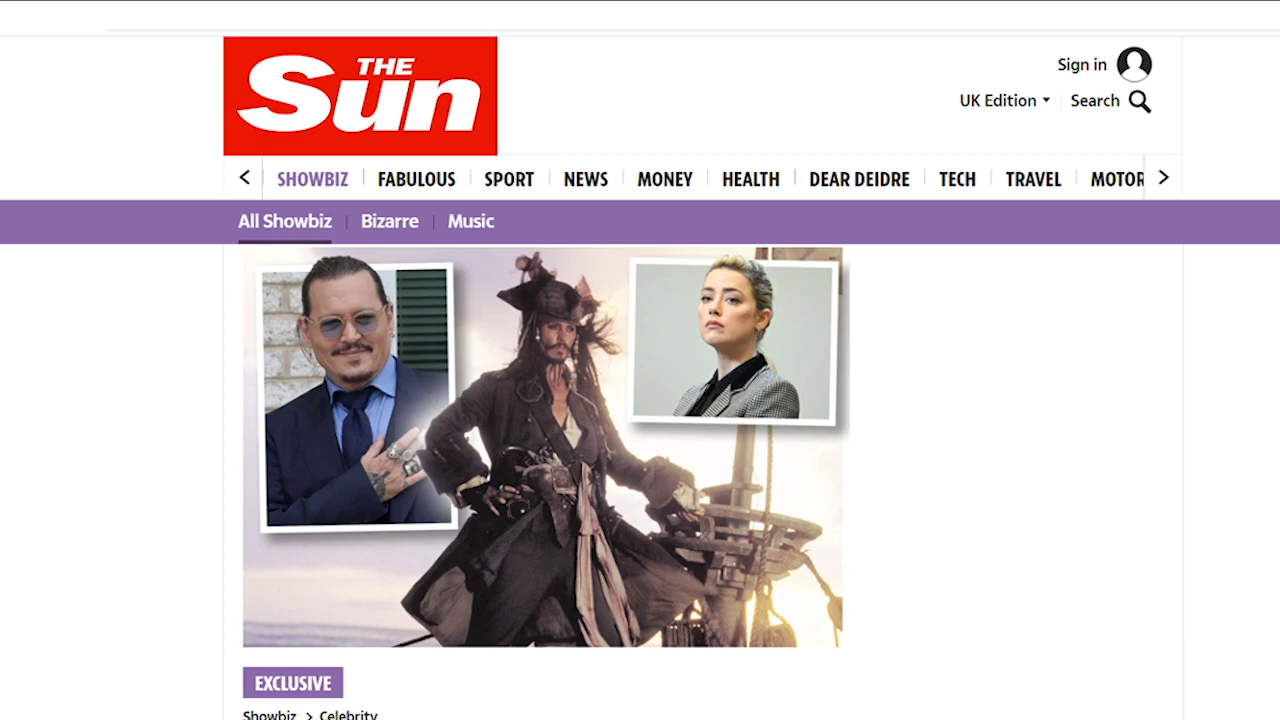 THE
Sun
Sign in
UK Edition
Search
SHOWBIZ
FABULOUS
SPORT
NEWS
MONEY
HEALTH
DEAR DEIDRE
TECH
TRAVEL
MOTOR
All Showbiz
Bizarre
Music
EXCLUSIVE
Showbiz > Celebrity